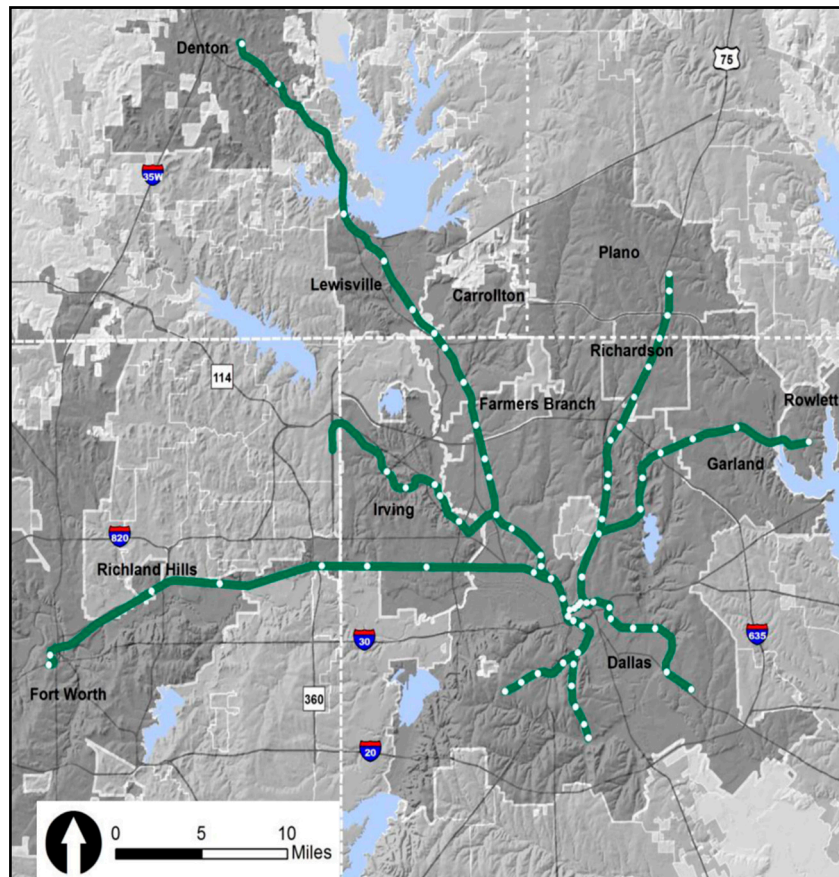 Denton
75
35W
Plano
Lewisville
Carrollton
Richardson
114
Rowlett
Farmers Branch
Garland
Irving
820
Richland Hills
635
30
Dallas
Fort Worth
360
20
0 5 10
Miles